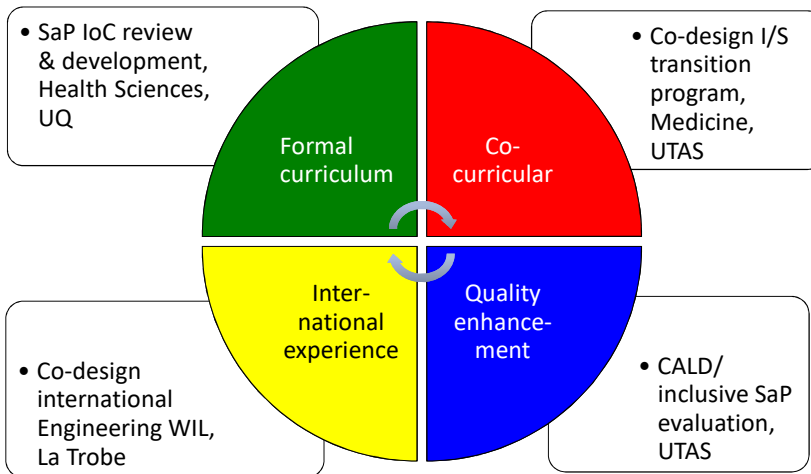 • SaP IoC review
& development,
Health Sciences,
UQ
• Co-design I/S
transition
program,
Medicine,
UTAS
Formal
curriculum
Co-
curricular
Inter-
national
experience
Quality
enhance-
ment
• Co-design
international
Engineering WIL,
La Trobe
• CALD/
inclusive SaP
evaluation,
UTAS